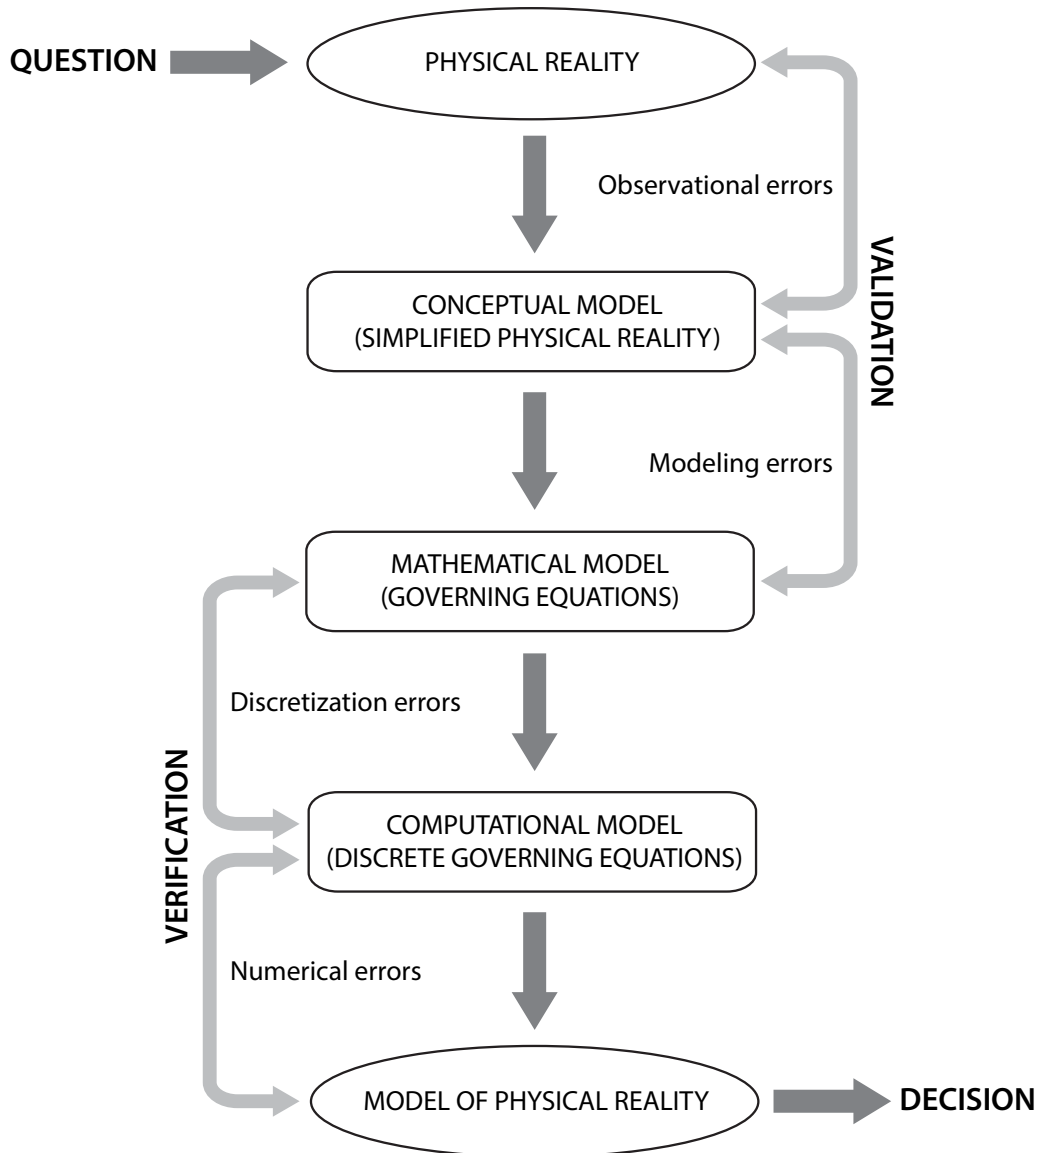 QUESTION
PHYSICAL REALITY
Observational errors
VALIDATION
CONCEPTUAL MODEL
(SIMPLIFIED PHYSICAL REALITY)
Modeling errors
MATHEMATICAL MODEL
(GOVERNING EQUATIONS)
Discretization errors
VERIFICATION
COMPUTATIONAL MODEL
(DISCRETE GOVERNING EQUATIONS)
Numerical errors
MODEL OF PHYSICAL REALITY
DECISION